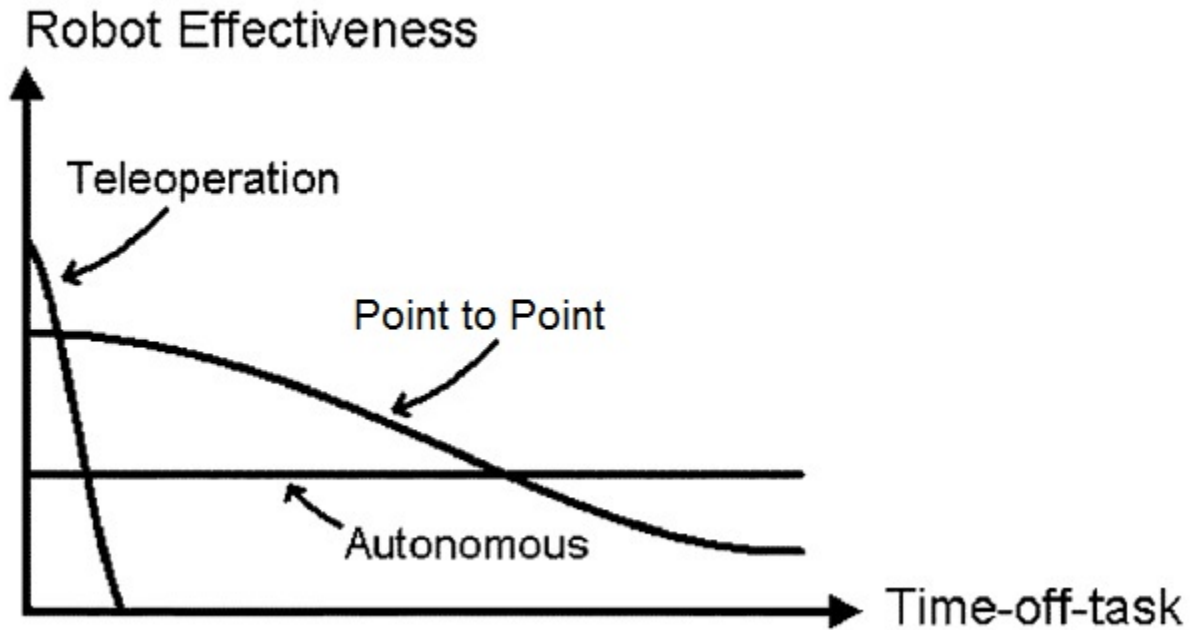 Robot Effectiveness
Teleoperation
Point to Point
Autonomous
Time-off-task